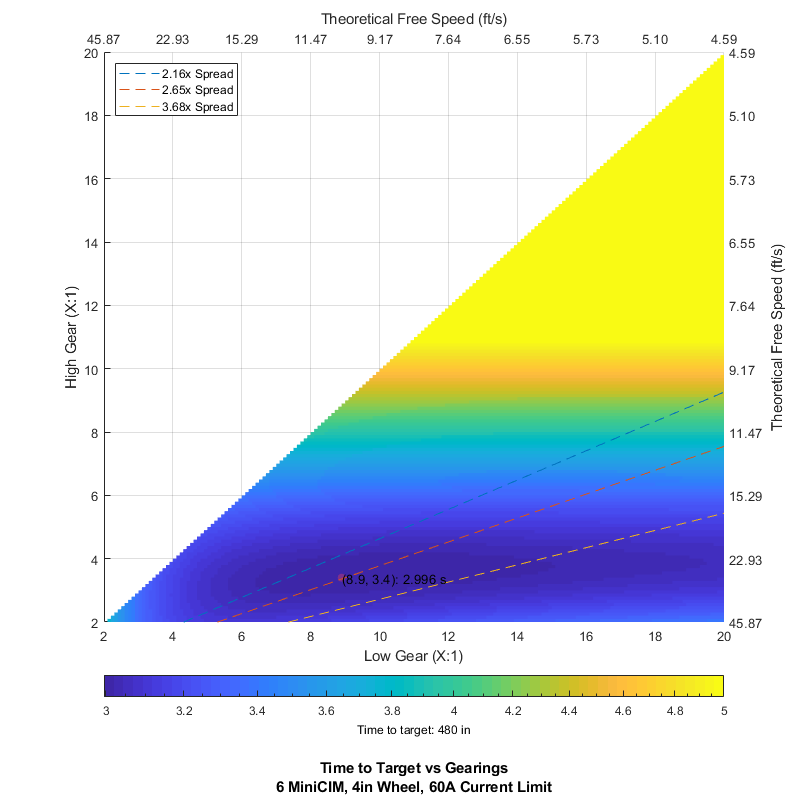 Theoretical Free Speed (ft/s)
45.87 22.93 15.29 11.47 9.17 7.64 6.55 5.73 5.10 4.59
20 4.59
2.16x Spread
2.65x Spread
3.68x Spread
18 5.10
16 5.73
14 6.55
12 7.64
10 9.17
8 11.47
6 15.29
4 22.93
2 45.87
High Gear (X:1)
Theoretical Free Speed (ft/s)
(8.9, 3.4): 2.996 s
2 4 6 8 10 12 14 16 18 20
Low Gear (X:1)
3 3.2 3.4 3.6 3.8 4 4.2 4.4 4.6 4.8 5
Time to target: 480 in
Time to Target vs Gearings
6 MiniCIM, 4in Wheel, 60A Current Limit